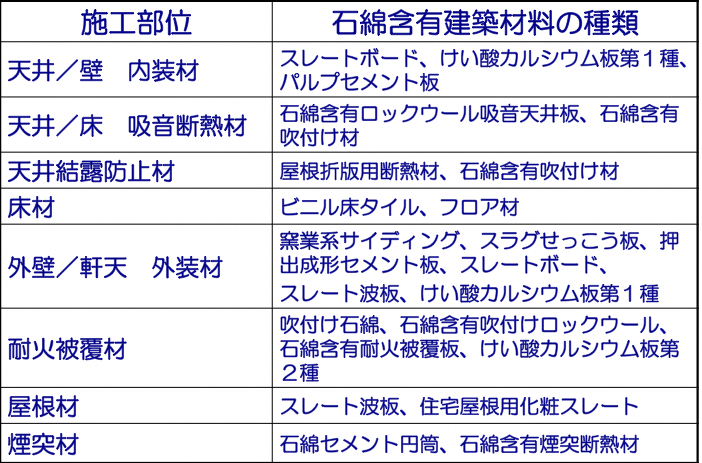 施工部位 石綿含有建築材料の種類
天井／壁　内装材 スレートボード、けい酸カルシウム板第１種、
パルプセメント板
天井／床　吸音断熱材 石綿含有ロックウール吸音天井板、石綿含有
吹付け材
天井結露防止材 屋根折版用断熱材、石綿含有吹付け材
床材 ビニル床タイル、フロア材
外壁／軒天　外装材 窯業系サイディング、スラグせっこう板、押
出成形セメント板、スレートボード、
スレート波板、けい酸カルシウム板第１種
耐火被覆材 吹付け石綿、石綿含有吹付けロックウール、
石綿含有耐火被覆板、けい酸カルシウム板第
２種
屋根材 スレート波板、住宅屋根用化粧スレート
煙突材 石綿セメント円筒、石綿含有煙突断熱材